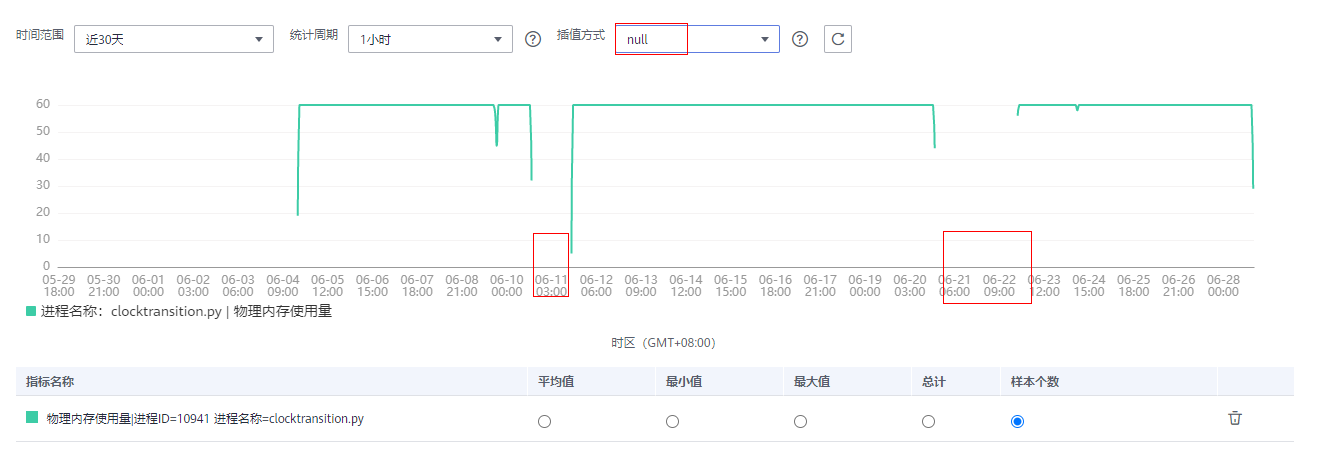 时间范围 近30天 统计周期 1小时 ? 插值方式 null ?
60
50
40
30
20
10
0
05-29 05-30 06-01 06-02 06-03 06-04 06-05 06-06 06-07 06-08 06-10 06-11 06-12 06-13 06-14 06-15 06-16 06-17 06-19 06-20 06-21 06-22 06-23 06-24 06-25 06-26 06-28
18:00 21:00 00:00 03:00 06:00 09:00 12:00 15:00 18:00 21:00 00:00 03:00 06:00 09:00 12:00 15:00 18:00 21:00 00:00 03:00 06:00 09:00 12:00 15:00 18:00 21:00 00:00
进程名称：clocktransition.py | 物理内存使用量
时区（GMT+08:00）
指标名称 平均值 最小值 最大值 总计 样本个数
物理内存使用量|进程ID=10941 进程名称=clocktransition.py